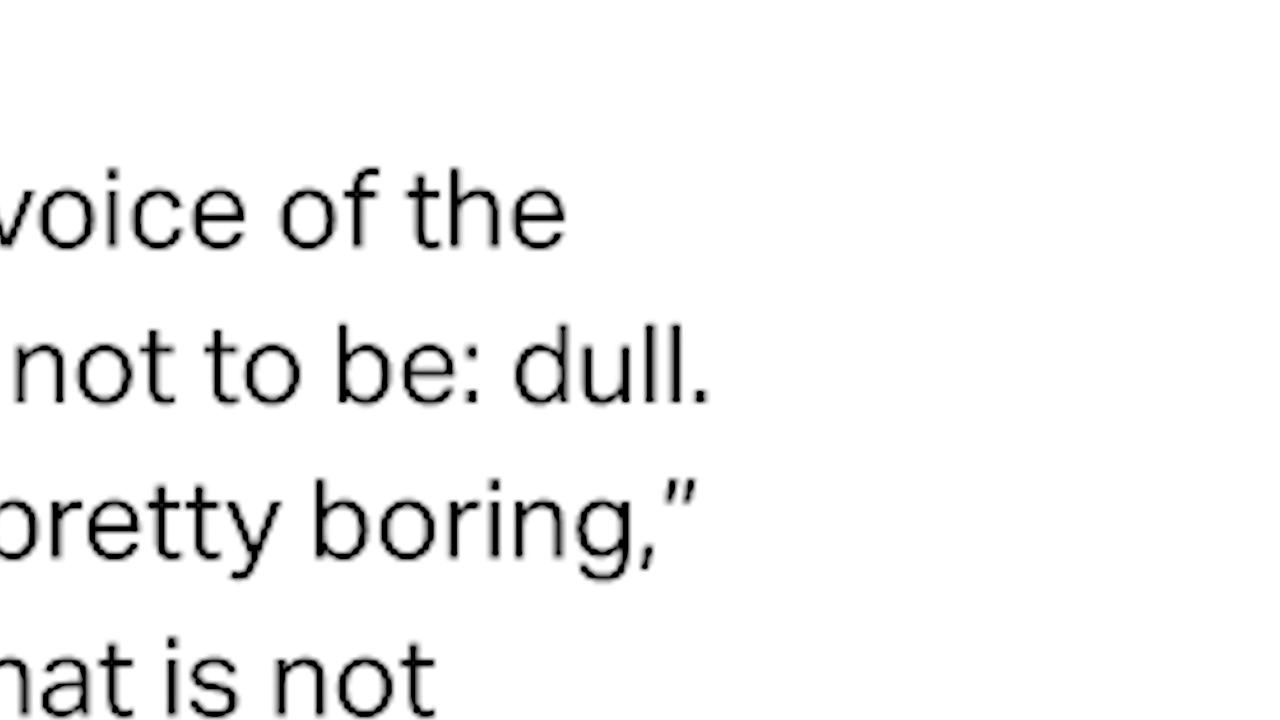 voice of the
not to be: dull.
pretty boring,”
hat is not